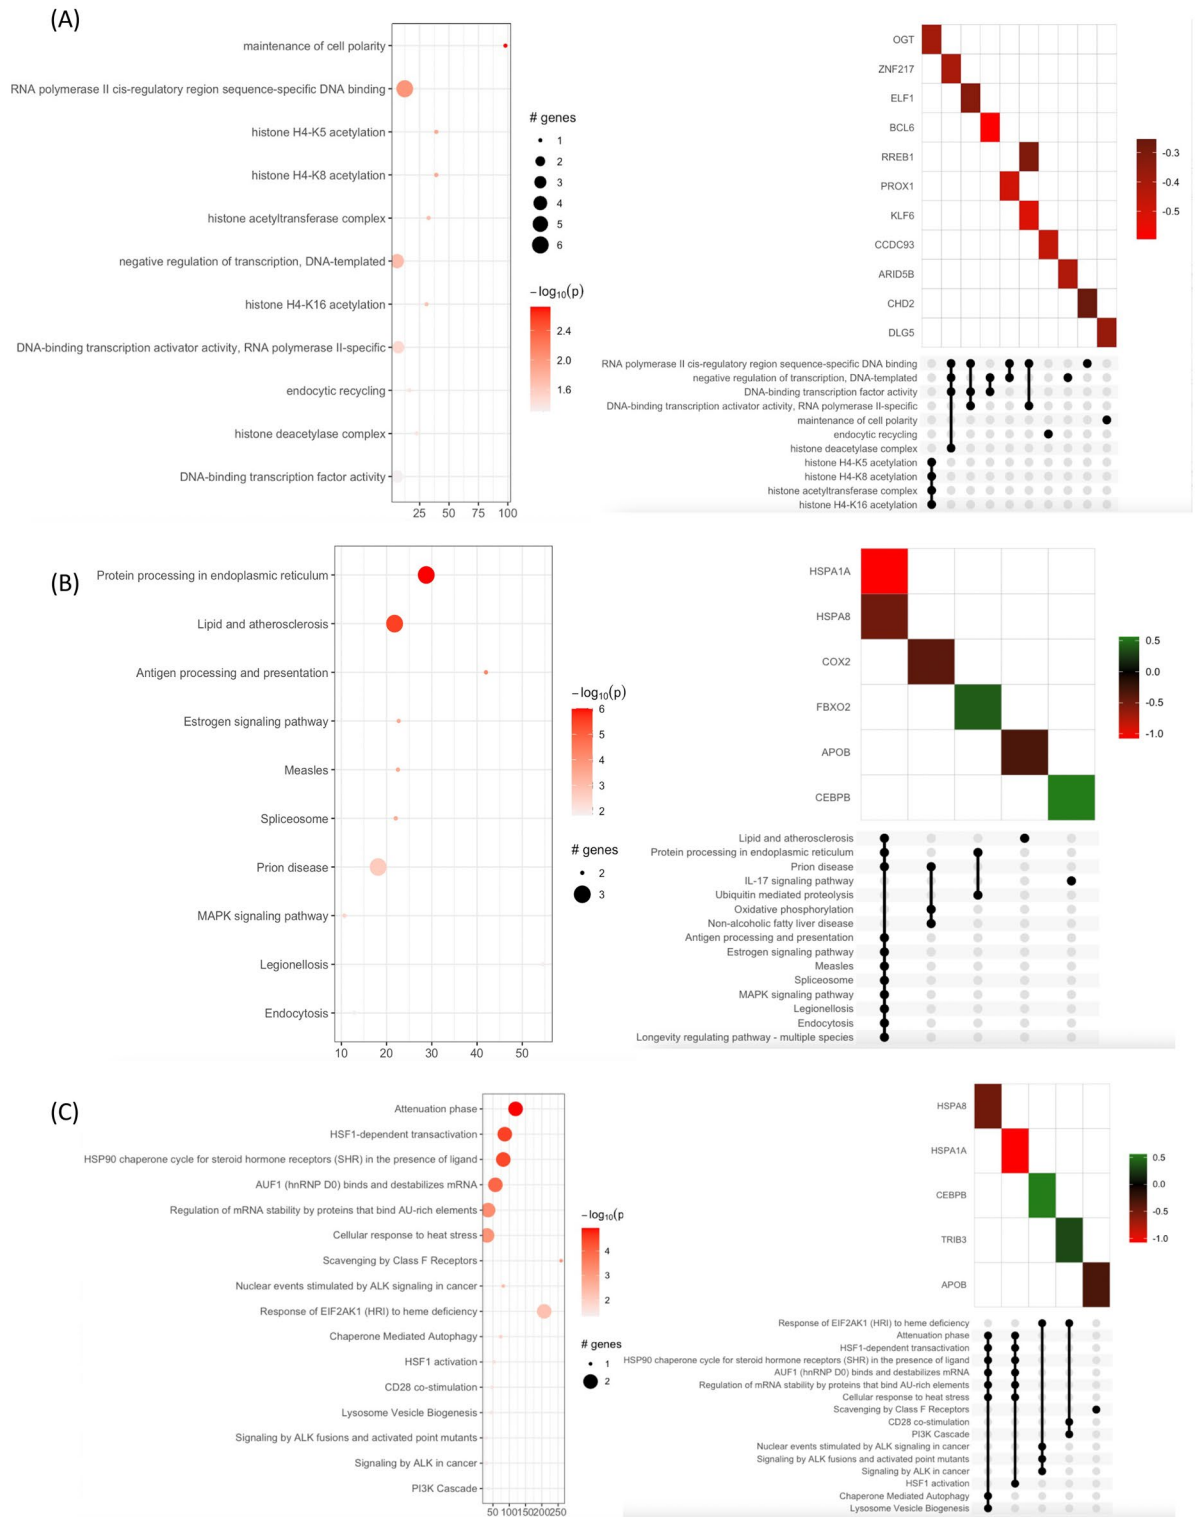 (A)
maintenance of cell polarity
RNA polymerase II cis-regulatory region sequence-specific DNA binding
histone H4-K5 acetylation
histone H4-K8 acetylation
histone acetyltransferase complex
negative regulation of transcription, DNA-templated
histone H4-K16 acetylation
DNA-binding transcription activator activity, RNA polymerase II-specific
endocytic recycling
histone deacetylase complex
DNA-binding transcription factor activity
25 50 75 100
# genes
1
2
3
4
5
6
−log10(p)
2.4
2.0
1.6
OGT
ZNF217
ELF1
BCL6
RREB1
PROX1
KLF6
CCDC93
ARID5B
CHD2
DLG5
-0.3
-0.4
-0.5
RNA polymerase II cis-regulatory region sequence-specific DNA binding
negative regulation of transcription, DNA-templated
DNA-binding transcription factor activity
DNA-binding transcription activator activity, RNA polymerase II-specific
maintenance of cell polarity
endocytic recycling
histone deacetylase complex
histone H4-K5 acetylation
histone H4-K8 acetylation
histone acetyltransferase complex
histone H4-K16 acetylation
(B)
Protein processing in endoplasmic reticulum
Lipid and atherosclerosis
Antigen processing and presentation
Estrogen signaling pathway
Measles
Spliceosome
Prion disease
MAPK signaling pathway
Legionellosis
Endocytosis
10 20 30 40 50
−log10(p)
6
5
4
3
2
# genes
2
3
HSPA1A
HSPA8
COX2
FBXO2
APOB
CEBPB
0.5
0.0
-0.5
-1.0
Lipid and atherosclerosis
Protein processing in endoplasmic reticulum
Prion disease
IL-17 signaling pathway
Ubiquitin mediated proteolysis
Oxidative phosphorylation
Non-alcoholic fatty liver disease
Antigen processing and presentation
Estrogen signaling pathway
Measles
Spliceosome
MAPK signaling pathway
Legionellosis
Endocytosis
Longevity regulating pathway - multiple species
(C)
Attenuation phase
HSF1-dependent transactivation
HSP90 chaperone cycle for steroid hormone receptors (SHR) in the presence of ligand
AUF1 (hnRNP D0) binds and destabilizes mRNA
Regulation of mRNA stability by proteins that bind AU-rich elements
Cellular response to heat stress
Scavenging by Class F Receptors
Nuclear events stimulated by ALK signaling in cancer
Response of EIF2AK1 (HRI) to heme deficiency
Chaperone Mediated Autophagy
HSF1 activation
CD28 co-stimulation
Lysosome Vesicle Biogenesis
Signaling by ALK fusions and activated point mutants
Signaling by ALK in cancer
PI3K Cascade
50 100150200250
−log10(p
4
3
2
# genes
1
2
HSPA8
HSPA1A
CEBPB
TRIB3
APOB
0.5
0.0
-0.5
-1.0
Response of EIF2AK1 (HRI) to heme deficiency
Attenuation phase
HSF1-dependent transactivation
HSP90 chaperone cycle for steroid hormone receptors (SHR) in the presence of ligand
AUF1 (hnRNP D0) binds and destabilizes mRNA
Regulation of mRNA stability by proteins that bind AU-rich elements
Cellular response to heat stress
Scavenging by Class F Receptors
CD28 co-stimulation
PI3K Cascade
Nuclear events stimulated by ALK signaling in cancer
Signaling by ALK fusions and activated point mutants
Signaling by ALK in cancer
HSF1 activation
Chaperone Mediated Autophagy
Lysosome Vesicle Biogenesis